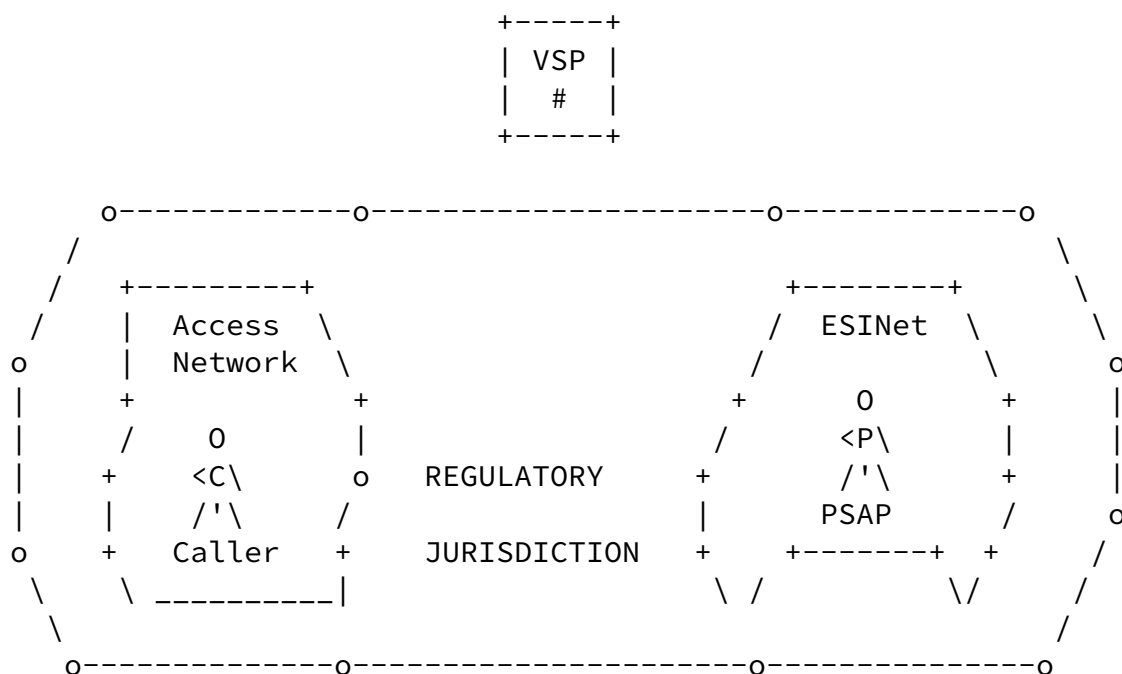 VSP
#
Access ESINet
Network
O
O <P\
<C\ REGULATORY /'\
/'\ PSAP
Caller JURISDICTION